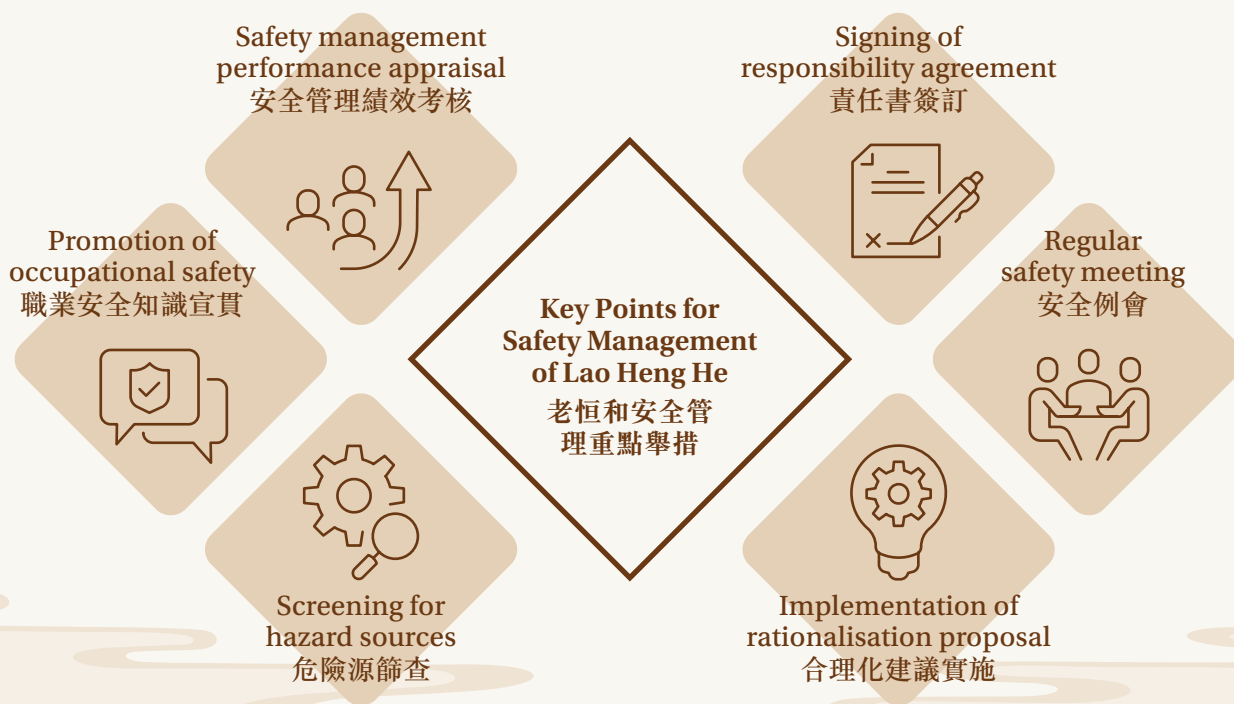 Safety management
performance appraisal
安全管理績效考核
Signing of
responsibility agreement
責任書簽訂
Promotion of
occupational safety
職業安全知識宣貫
Regular
safety meeting
安全例會
Key Points for
Safety Management
of Lao Heng He
老恒和安全管
理重點舉措
Screening for
hazard sources
危險源篩查
Implementation of
rationalisation proposal
合理化建議實施